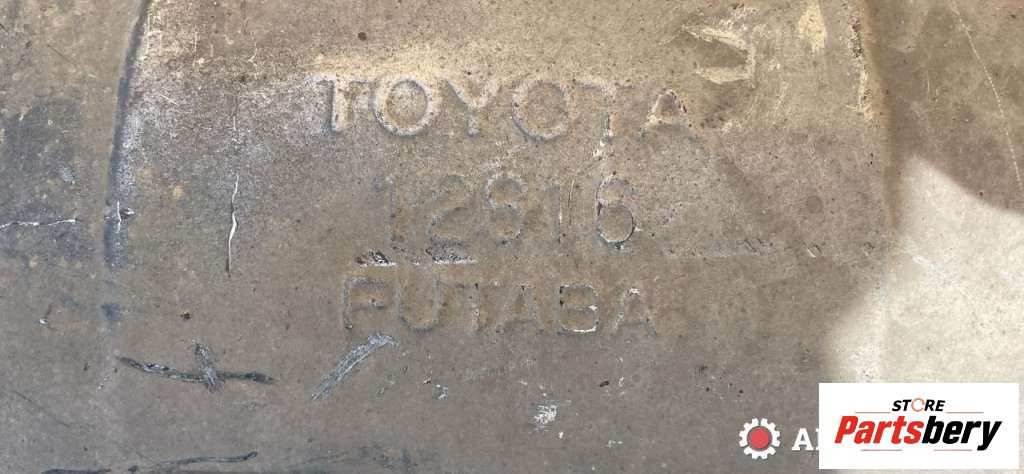 TOYOTA
12816
FUTABA
STORE
Partsbery